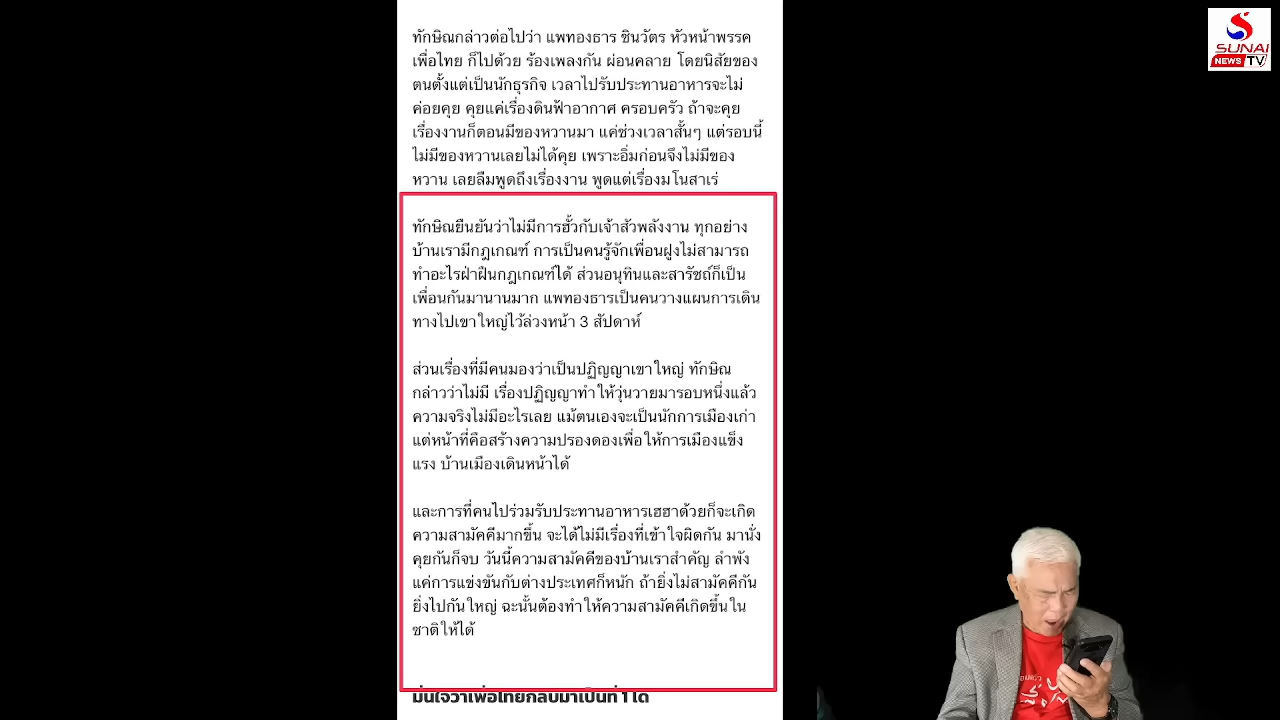 ทักษิณกล่าวต่อไปว่า แพทองธาร ชินวัตร หัวหน้าพรรค
เพื่อไทย ก็ไปด้วย ร้องเพลงกัน ผ่อนคลาย โดยนิสัยของ
ตนตั้งแต่เป็นนักธุรกิจ เวลาไปรับประทานอาหารจะไม่
ค่อยคุย คุยแค่เรื่องดินฟ้าอากาศ ครอบครัว ถ้าจะคุย
เรื่องงานก็ตอนมีของหวานมา แค่ช่วงเวลาสั้นๆ แต่รอบนี้
ไม่มีของหวานเลยไม่ได้คุย เพราะอิ่มก่อนจึงไม่มีของ
หวาน เลยลืมพูดถึงเรื่องงาน พูดแต่เรื่องมโนสาเร่
ทักษิณยืนยันว่าไม่มีการฮั้วกับเจ้าสัวพลังงาน ทุกอย่าง
บ้านเรามีกฎเกณฑ์ การเป็นคนรู้จักเพื่อนฝูงไม่สามารถ
ทำอะไรฝ่าฝืนกฎเกณฑ์ได้ ส่วนอนุทินและสารัชถ์ก็เป็น
เพื่อนกันมานานมาก แพทองธารเป็นคนวางแผนการเดิน
ทางไปเขาใหญ่ไว้ล่วงหน้า 3 สัปดาห์
ส่วนเรื่องที่มีคนมองว่าเป็นปฏิญญาเขาใหญ่ ทักษิณ
กล่าวว่าไม่มี เรื่องปฏิญญาทำให้วุ่นวายมารอบหนึ่งแล้ว
ความจริงไม่มีอะไรเลย แม้ตนเองจะเป็นนักการเมืองเก่า
แต่หน้าที่คือสร้างความปรองดองเพื่อให้การเมืองแข็ง
แรง บ้านเมืองเดินหน้าได้
และการที่คนไปร่วมรับประทานอาหารเฮฮาด้วยก็จะเกิด
ความสามัคคีมากขึ้น จะได้ไม่มีเรื่องที่เข้าใจผิดกัน มานั่ง
คุยกันก็จบ วันนี้ความสามัคคีของบ้านเราสำคัญ ลำพัง
แค่การแข่งขันกับต่างประเทศก็หนัก ถ้ายิ่งไม่สามัคคีกัน
ยิ่งไปกันใหญ่ ฉะนั้นต้องทำให้ความสามัคคีเกิดขึ้นใน
ชาติให้ได้
มั่นใจว่าเพื่อไทยกลับมาเป็นที่ 1 ได้
SUNAI
NEWS TV